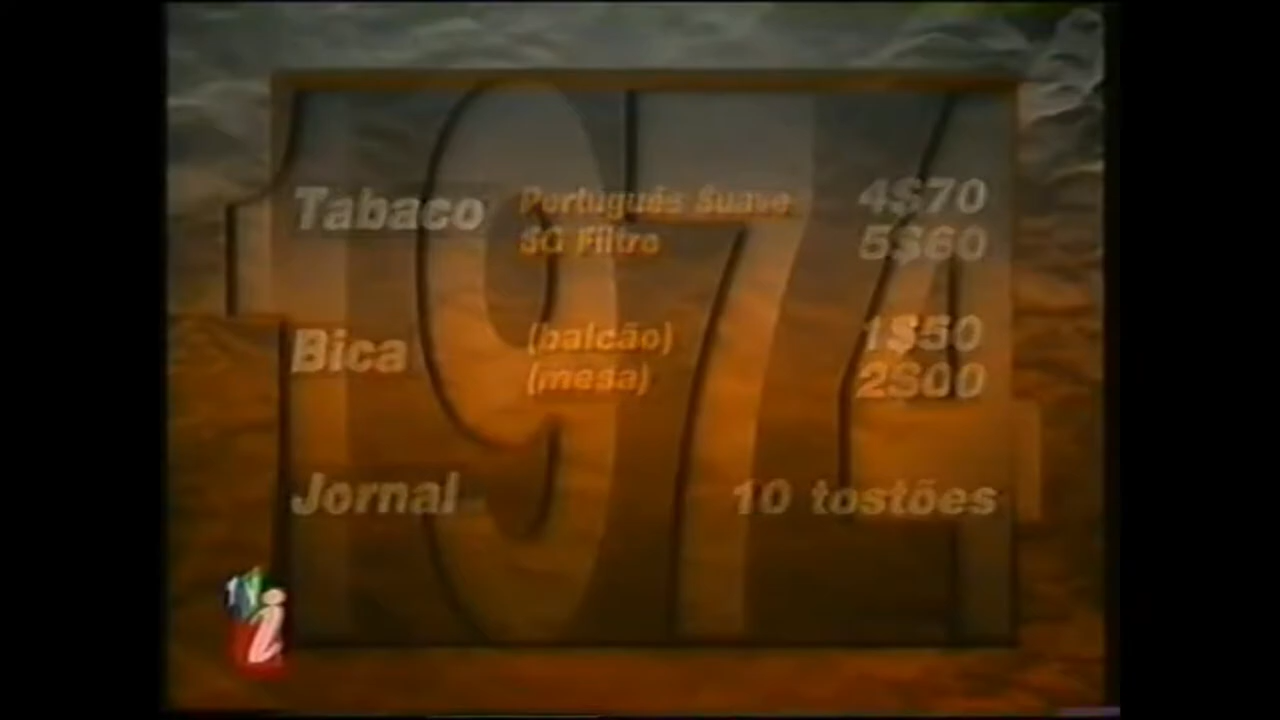 1974
Tabaco Português Suave 4$70
SG Filtro 5$60
Bica (balcão) 1$50
(mesa) 2$00
Jornal 10 tostões
tvi